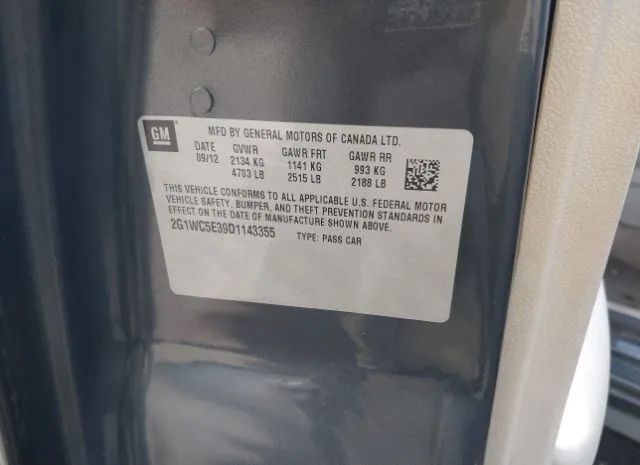 GM
MFD BY GENERAL MOTORS OF CANADA LTD.
DATE GVWR GAWR FRT GAWR RR
09/12 2134 KG 1141 KG 993 KG
4703 LB 2515 LB 2188 LB
THIS VEHICLE CONFORMS TO ALL APPLICABLE U.S. FEDERAL MOTOR
VEHICLE SAFETY, BUMPER, AND THEFT PREVENTION STANDARDS IN
EFFECT ON THE DATE OF MANUFACTURE SHOWN ABOVE.
2G1WC5E39D1143355 TYPE: PASS CAR